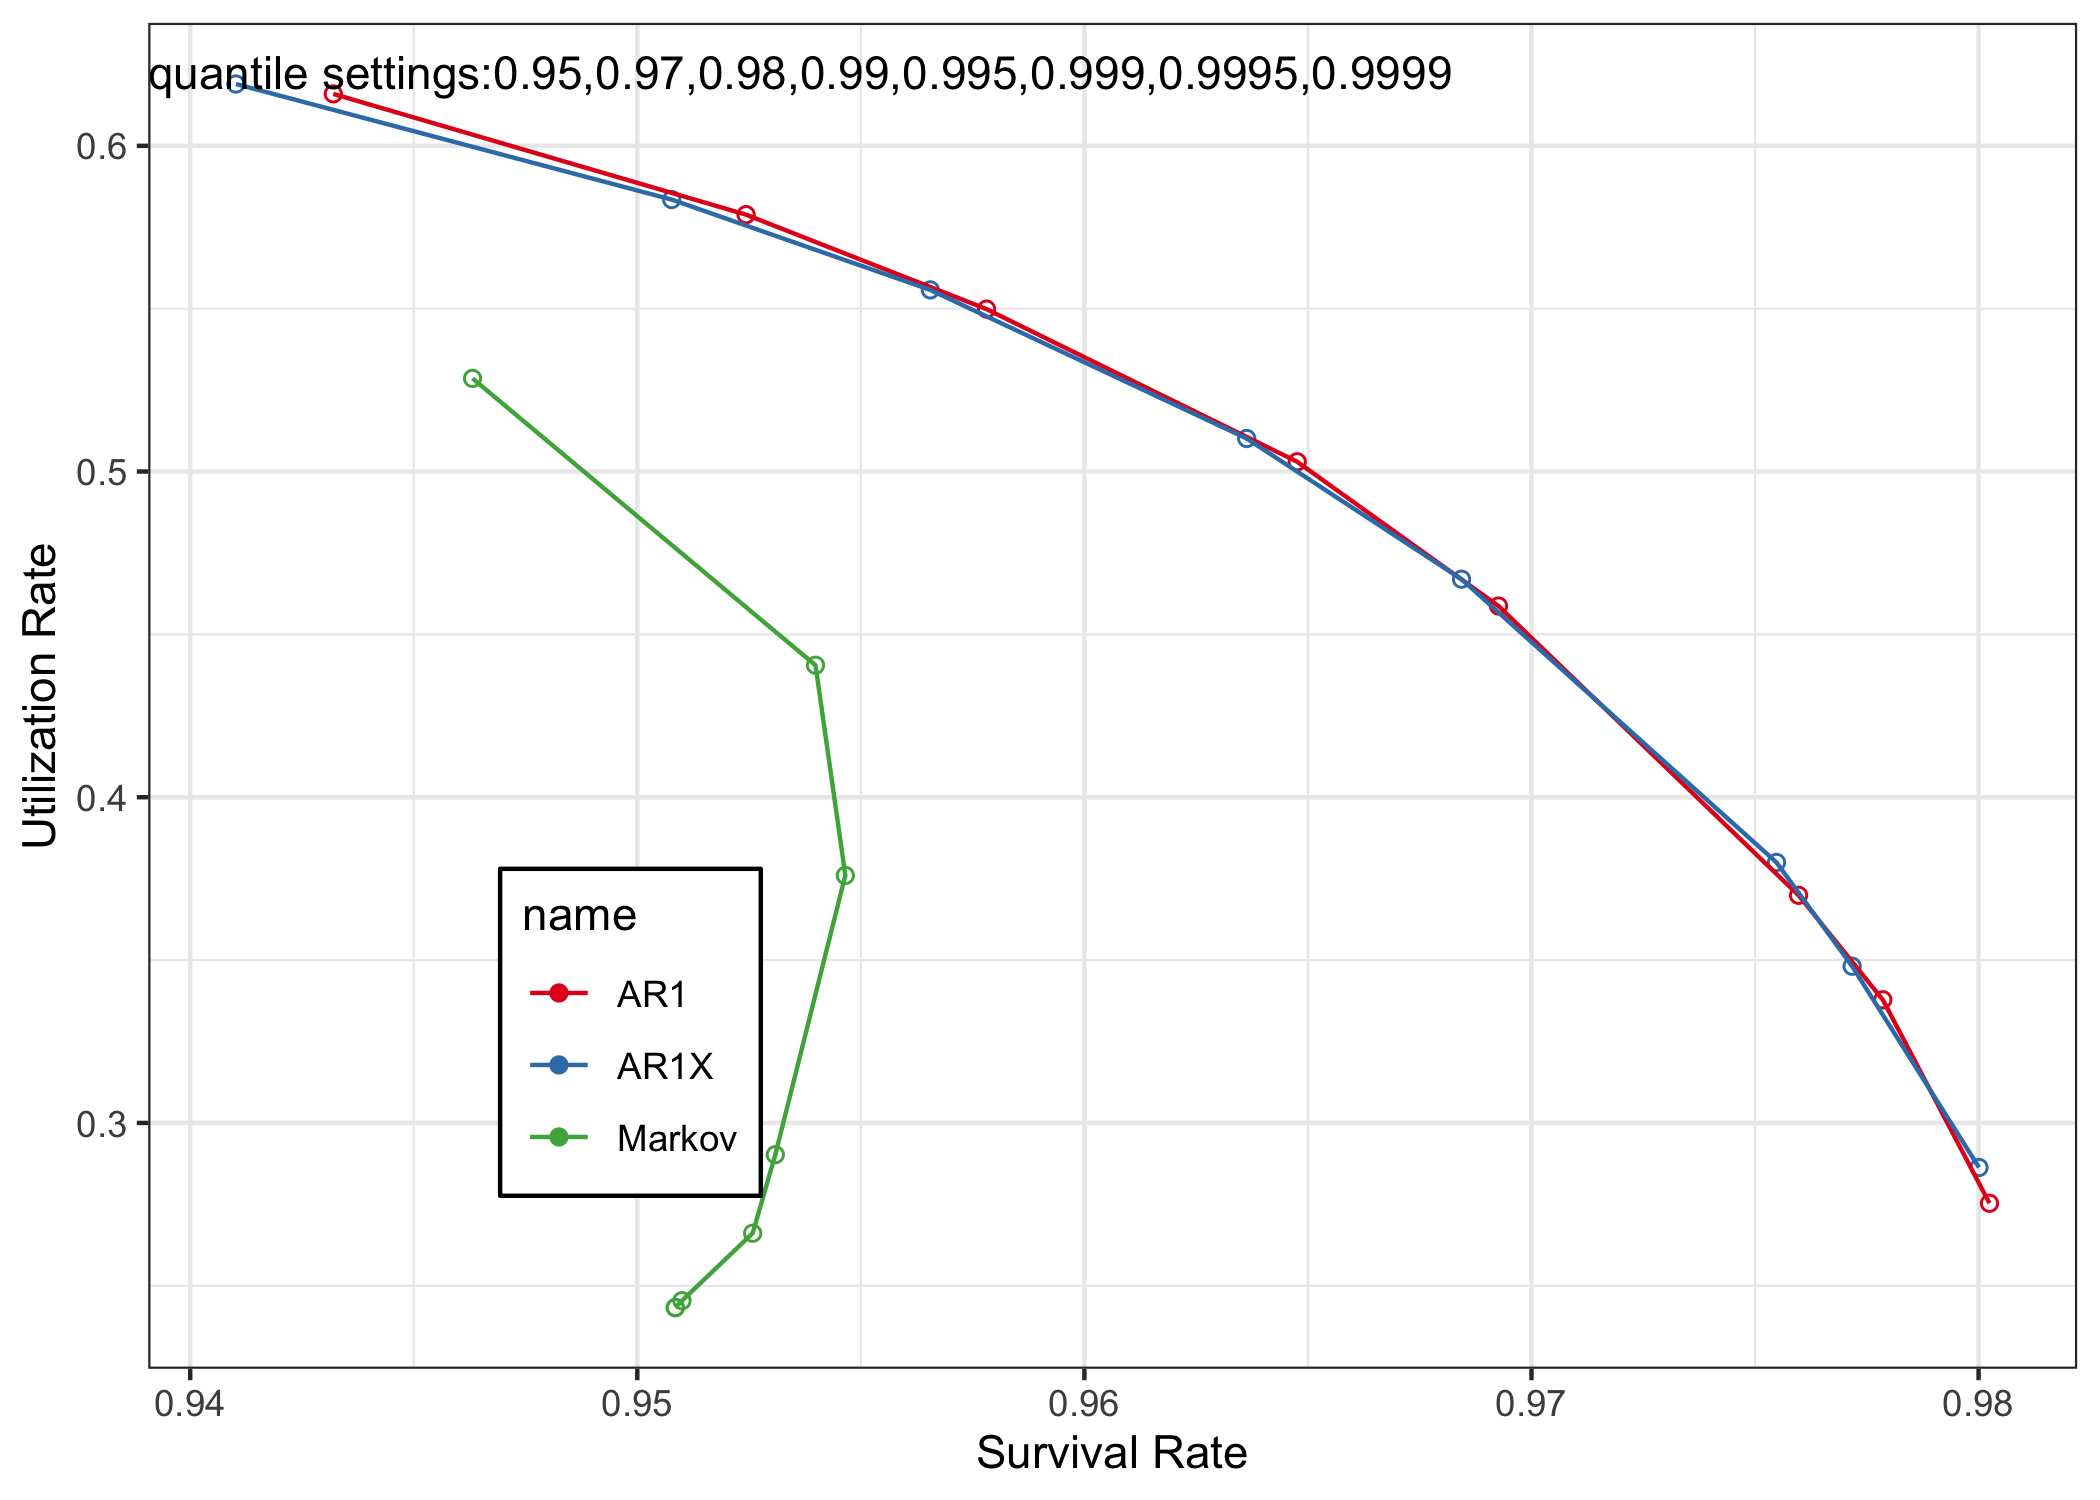 quantile settings:0.95,0.97,0.98,0.99,0.995,0.999,0.9995,0.9999
0.6
0.5
0.4
0.3
Utilization Rate
name
AR1
AR1X
Markov
0.94 0.95 0.96 0.97 0.98
Survival Rate